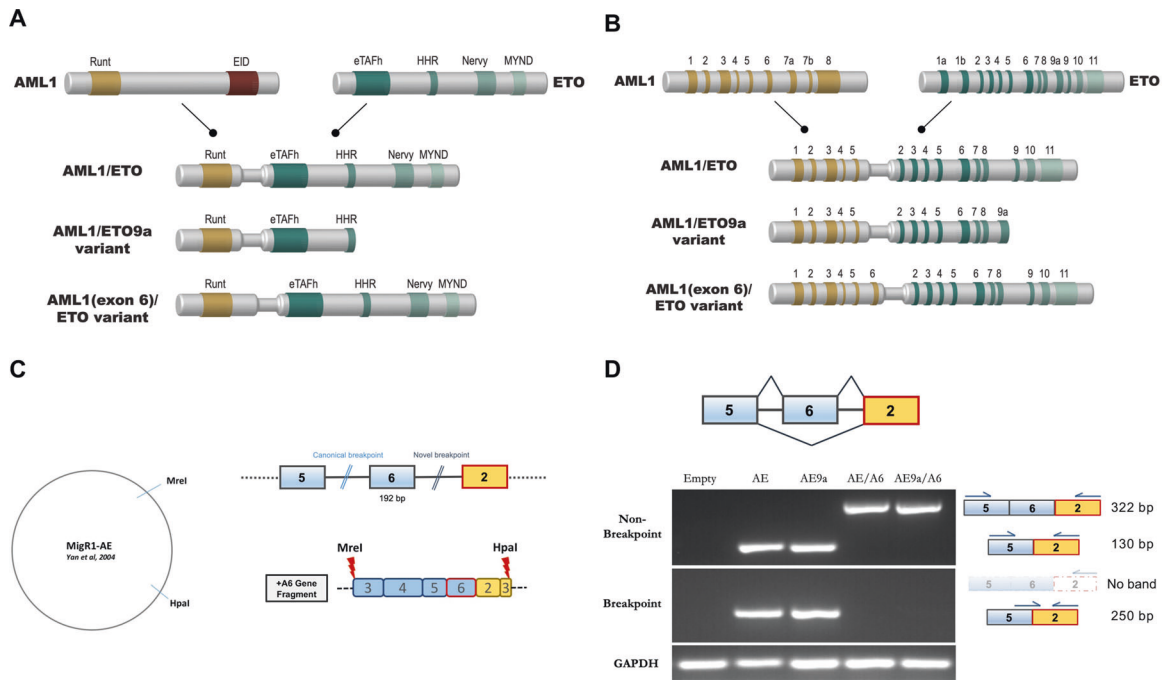 A
Runt
EID
AML1
eTAFh
HHR
Nervy
MYND
ETO
Runt
eTAFh
HHR
Nervy
MYND
AML1/ETO
Runt
eTAFh
HHR
AML1/ETO9a
variant
Runt
eTAFh
HHR
Nervy
MYND
AML1(exon 6)/
ETO variant
B
1 2 3 4 5 6 7a 7b 8
AML1
1a 1b 2 3 4 5 6 7 8 9a 9 10 11
ETO
1 2 3 4 5 2 3 4 5 6 7 8 9 10 11
AML1/ETO
1 2 3 4 5 2 3 4 5 6 7 8 9a
AML1/ETO9a
variant
1 2 3 4 5 6 2 3 4 5 6 7 8 9 10 11
AML1(exon 6)/
ETO variant
C
MreI
MigR1-AE
Yan et al, 2004
HpaI
Canonical breakpoint
Novel breakpoint
5 6 2
192 bp
MreI
HpaI
+A6 Gene
Fragment
3 4 5 6 2 3
D
5 6 2
Empty AE AE9a AE/A6 AE9a/A6
Non-
Breakpoint
5 6 2
322 bp
5 2
130 bp
Breakpoint
5 6 2
No band
5 2
250 bp
GAPDH